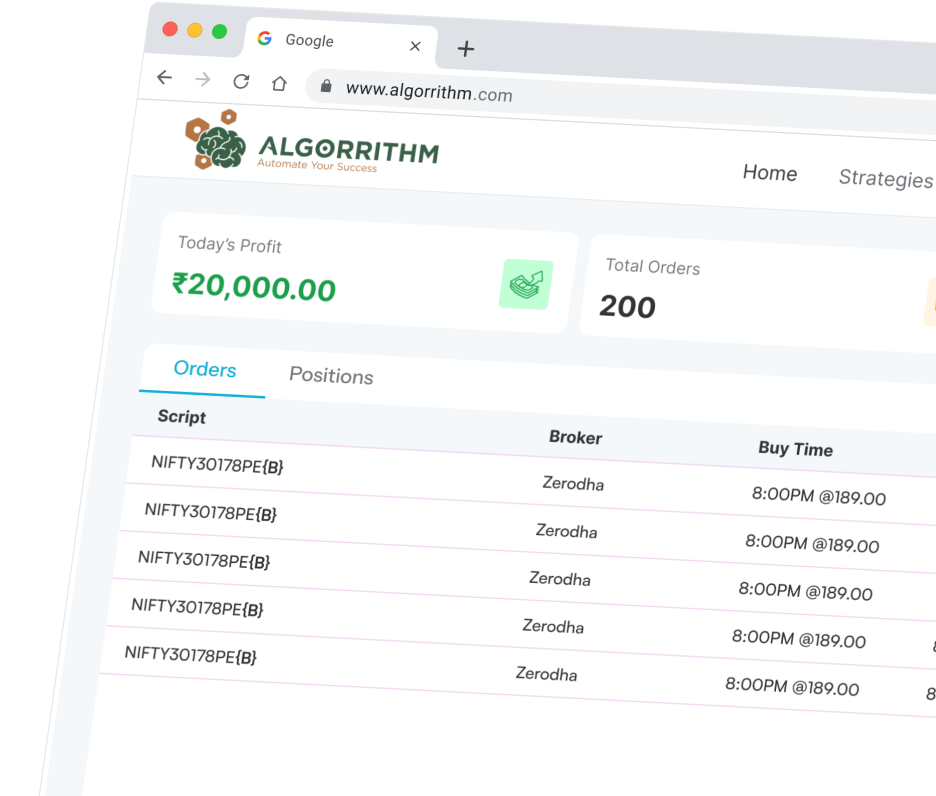 Google
www.algorrithm.com
ALGORRITHM
Automate Your Success
Home Strategies
Today's Profit
₹20,000.00
Total Orders
200
Orders Positions
Script Broker Buy Time
NIFTY30178PE{B} Zerodha 8:00PM @189.00
NIFTY30178PE{B} Zerodha 8:00PM @189.00
NIFTY30178PE{B} Zerodha 8:00PM @189.00
NIFTY30178PE{B} Zerodha 8:00PM @189.00
NIFTY30178PE{B} Zerodha 8:00PM @189.00